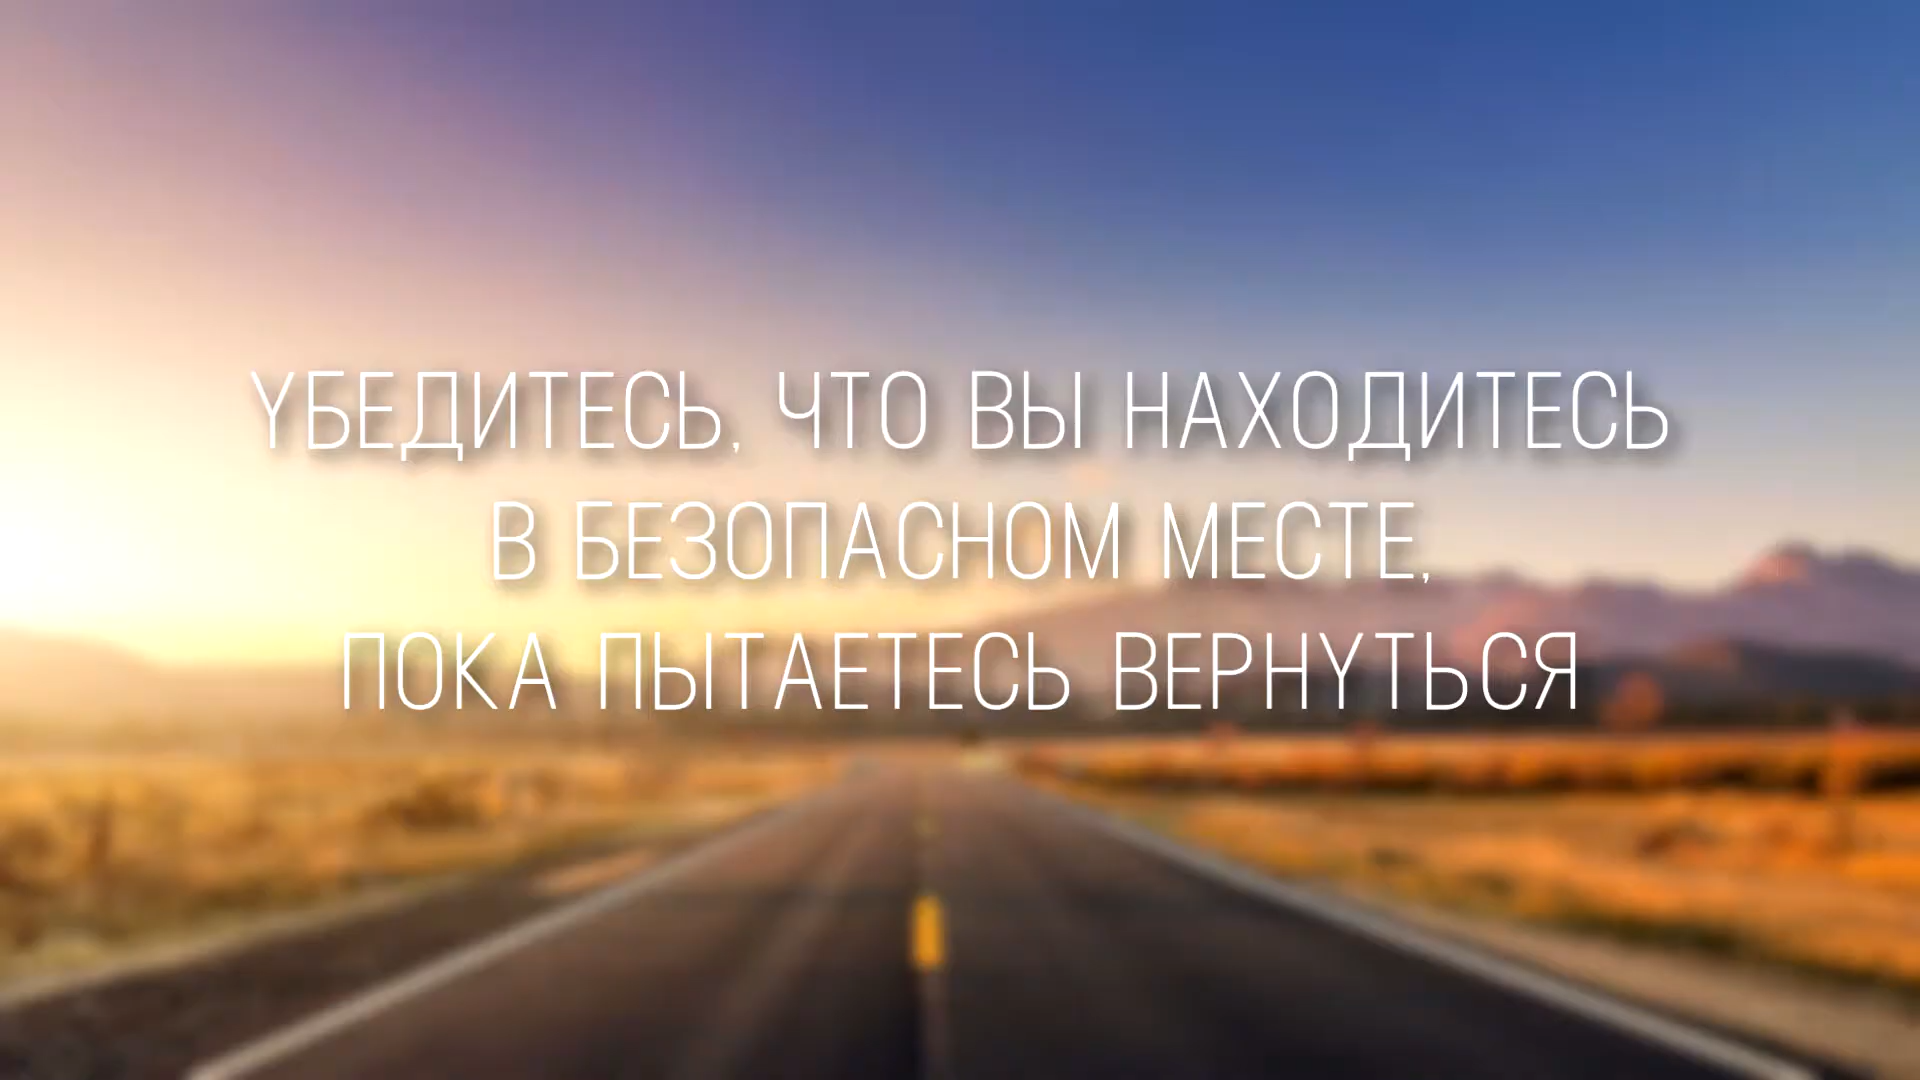 УБЕДИТЕСЬ, ЧТО ВЫ НАХОДИТЕСЬ
В БЕЗОПАСНОМ МЕСТЕ,
ПОКА ПЫТАЕТЕСЬ ВЕРНУТЬСЯ